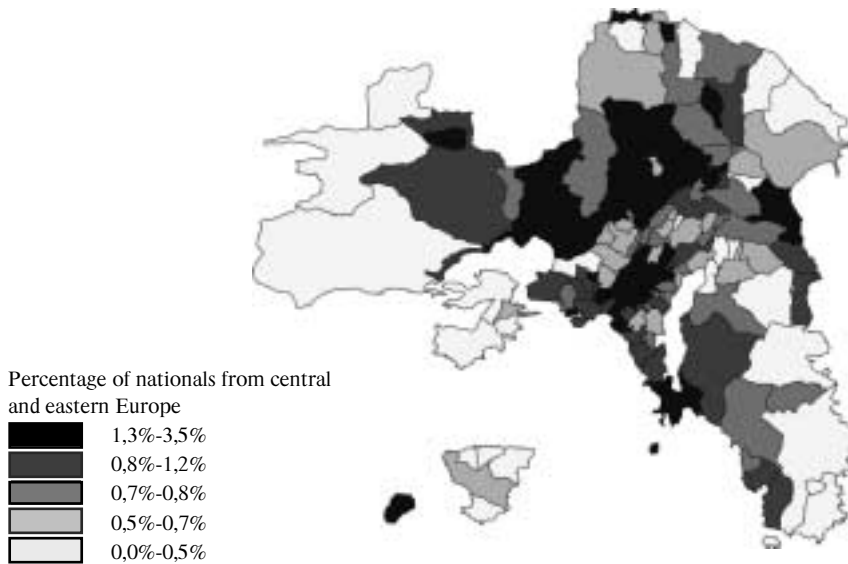 Percentage of nationals from central
and eastern Europe
1,3%-3,5%
0,8%-1,2%
0,7%-0,8%
0,5%-0,7%
0,0%-0,5%